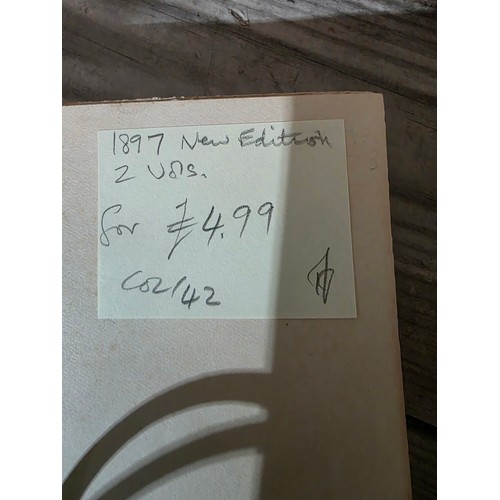 1897 New Edition
2 Vols.
for £4.99
C02/42